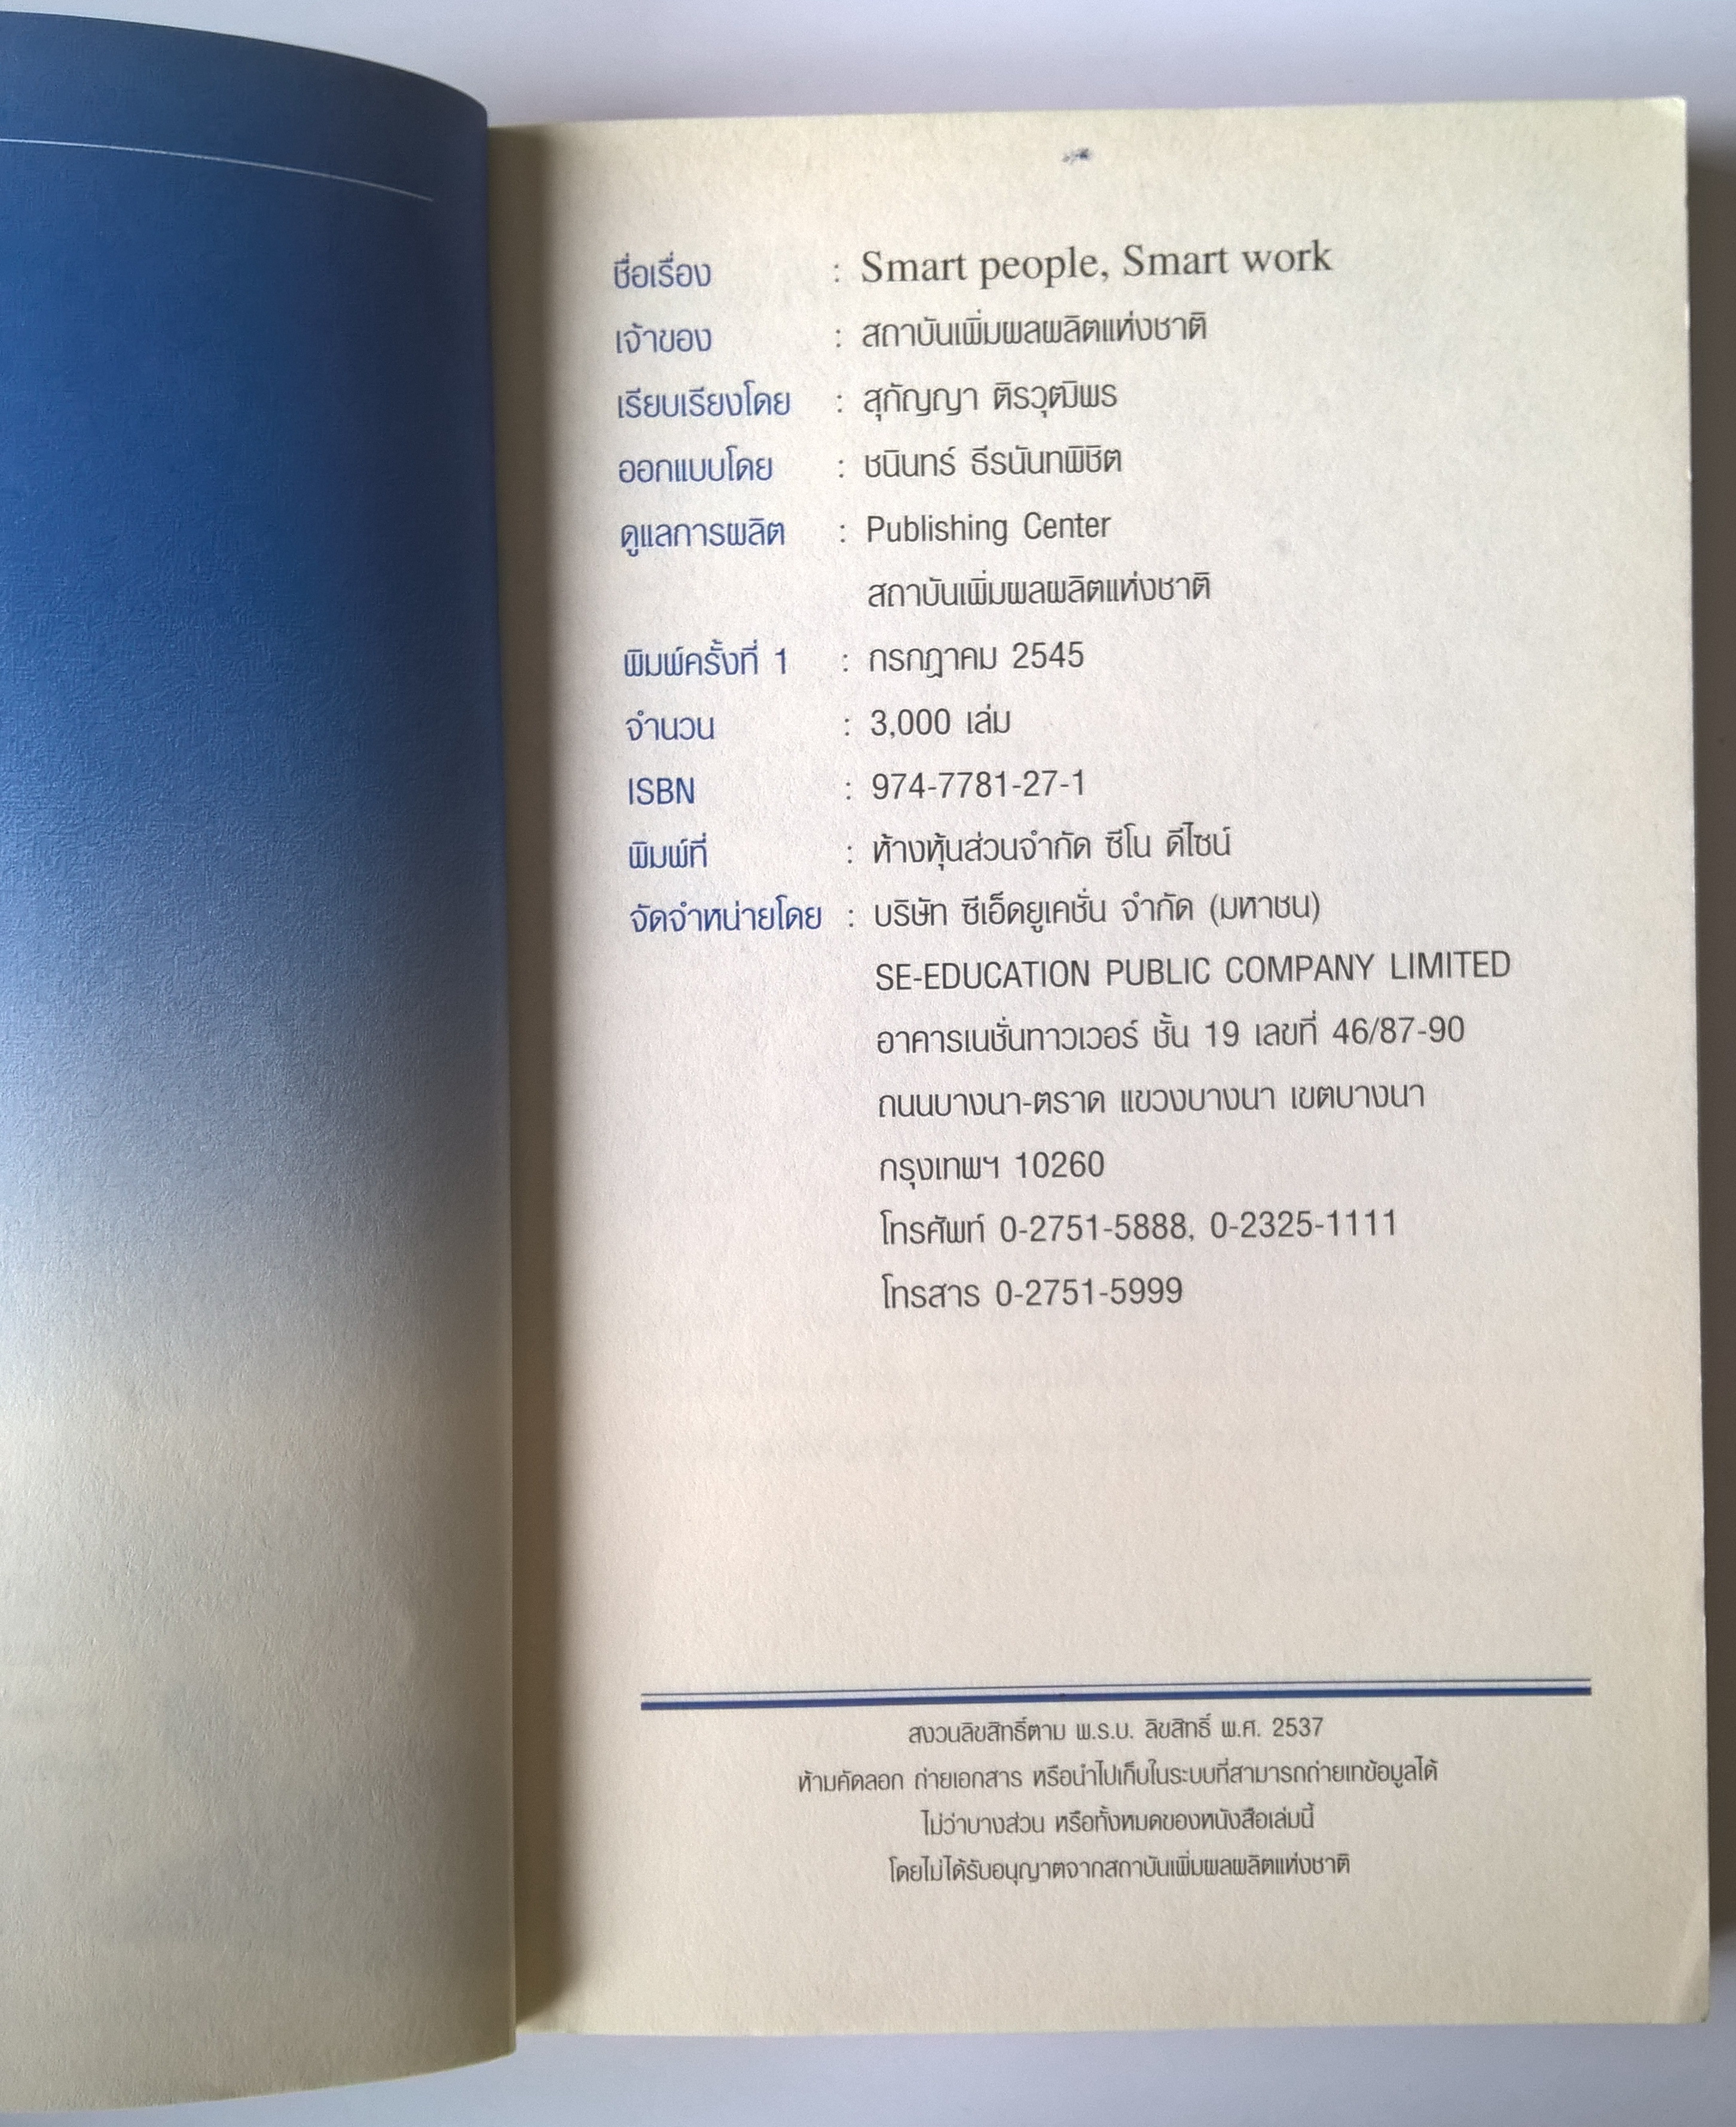 ชื่อเรื่อง : Smart people, Smart work
เจ้าของ : สถาบันเพิ่มผลผลิตแห่งชาติ
เรียบเรียงโดย : สุกัญญา ติรวุฒิพร
ออกแบบโดย : ชนินทร์ ธีรนันทพิชิต
ดูแลการผลิต : Publishing Center
สถาบันเพิ่มผลผลิตแห่งชาติ
พิมพ์ครั้งที่ 1 : กรกฎาคม 2545
จำนวน : 3,000 เล่ม
ISBN : 974-7781-27-1
พิมพ์ที่ : ห้างหุ้นส่วนจำกัด ซีโน ดีไซน์
จัดจำหน่ายโดย : บริษัท ซีเอ็ดยูเคชั่น จำกัด (มหาชน)
SE-EDUCATION PUBLIC COMPANY LIMITED
อาคารเนชั่นทาวเวอร์ ชั้น 19 เลขที่ 46/87-90
ถนนบางนา-ตราด แขวงบางนา เขตบางนา
กรุงเทพฯ 10260
โทรศัพท์ 0-2751-5888, 0-2325-1111
โทรสาร 0-2751-5999
สงวนลิขสิทธิ์ตาม พ.ร.บ. ลิขสิทธิ์ พ.ศ. 2537
ห้ามคัดลอก ถ่ายเอกสาร หรือนำไปเก็บในระบบที่สามารถถ่ายเทข้อมูลได้
ไม่ว่าบางส่วน หรือทั้งหมดของหนังสือเล่มนี้
โดยไม่ได้รับอนุญาตจากสถาบันเพิ่มผลผลิตแห่งชาติ